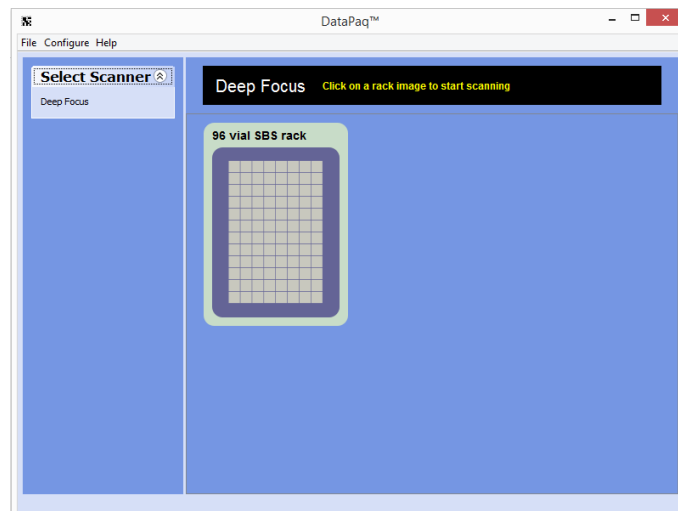 DataPaq™
File Configure Help
Select Scanner
Deep Focus
Deep Focus Click on a rack image to start scanning
96 vial SBS rack